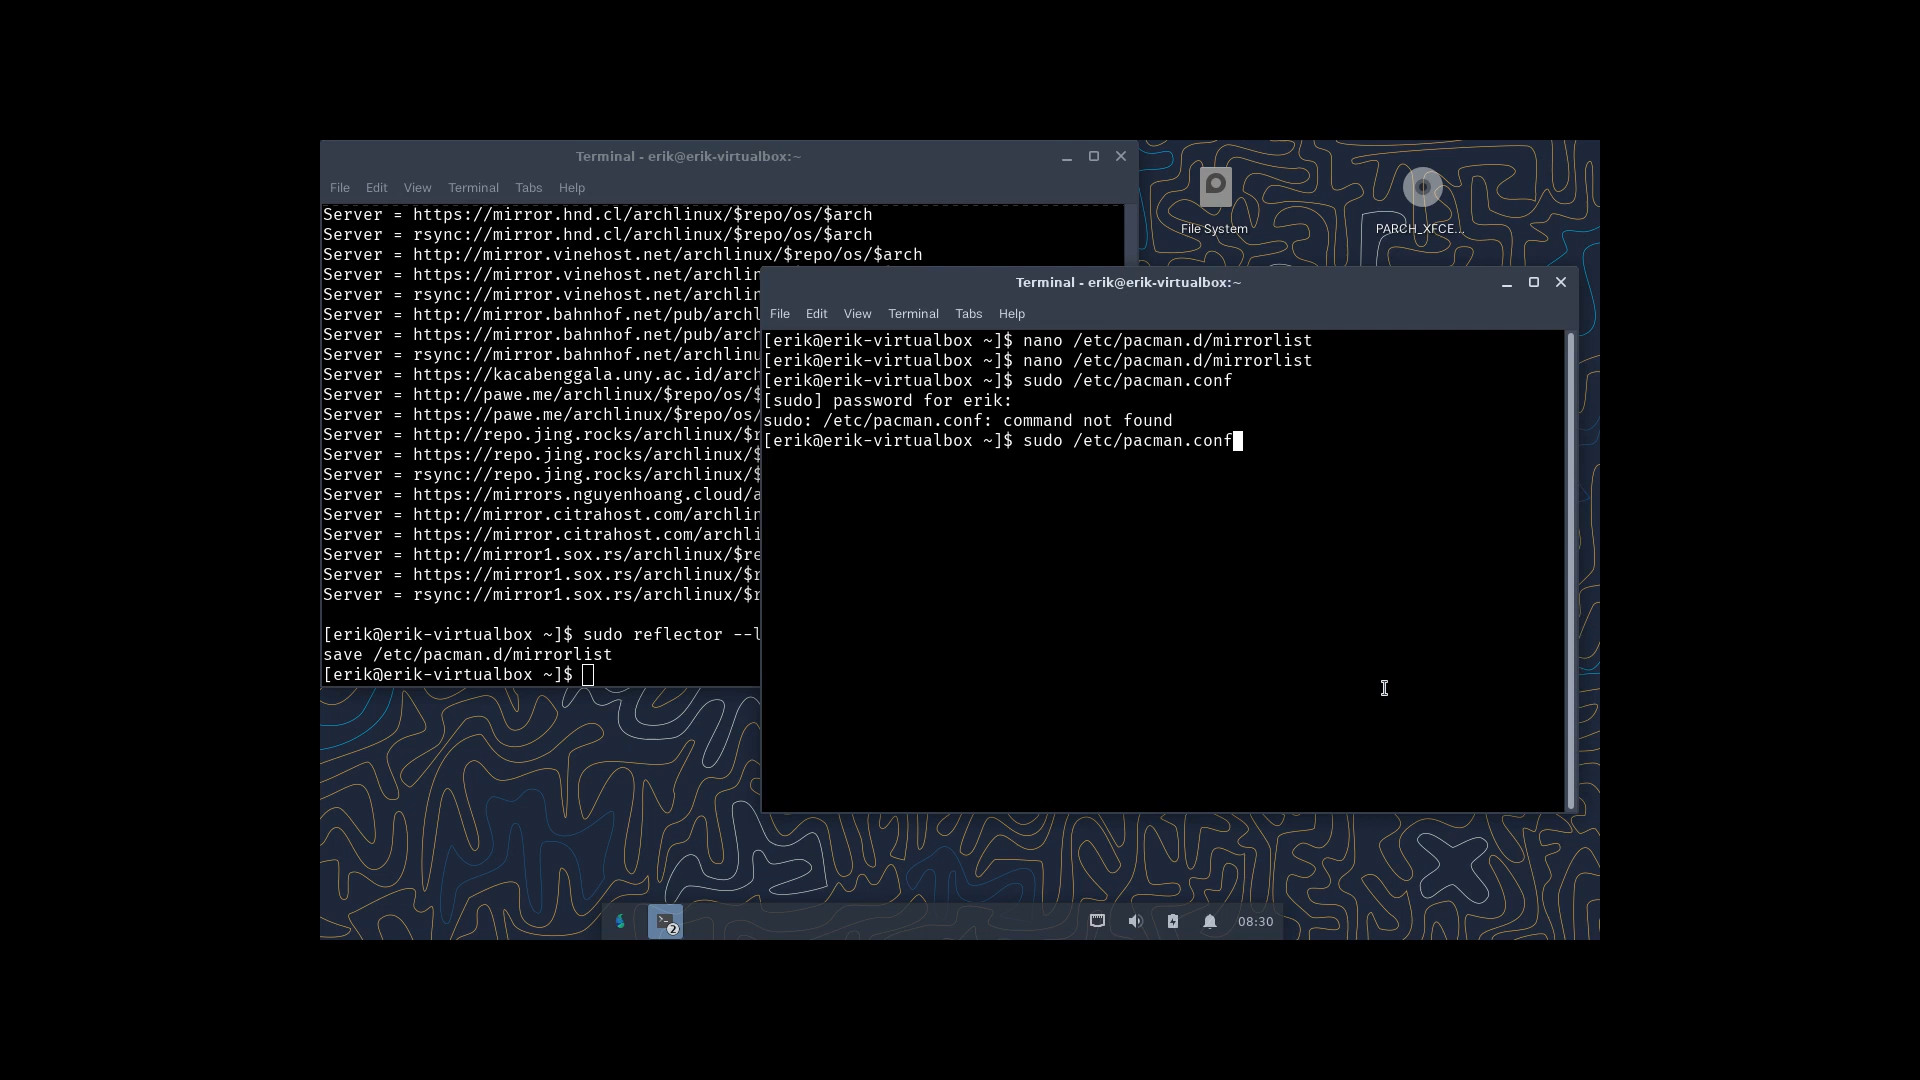 Terminal - erik@erik-virtualbox:~
File Edit View Terminal Tabs Help
Server = https://mirror.hnd.cl/archlinux/$repo/os/$arch
Server = rsync://mirror.hnd.cl/archlinux/$repo/os/$arch
Server = http://mirror.vinehost.net/archlinux/$repo/os/$arch
Server = https://mirror.vinehost.net/archlin
Server = rsync://mirror.vinehost.net/archlin
Server = http://mirror.bahnhof.net/pub/archl
Server = https://mirror.bahnhof.net/pub/arch
Server = rsync://mirror.bahnhof.net/archlinu
Server = https://kacabenggala.uny.ac.id/arch
Server = http://pawe.me/archlinux/$repo/os/$
Server = https://pawe.me/archlinux/$repo/os/
Server = http://repo.jing.rocks/archlinux/$r
Server = https://repo.jing.rocks/archlinux/$
Server = rsync://repo.jing.rocks/archlinux/$
Server = https://mirrors.nguyenhoang.cloud/a
Server = http://mirror.citrahost.com/archlin
Server = https://mirror.citrahost.com/archli
Server = http://mirror1.sox.rs/archlinux/$re
Server = https://mirror1.sox.rs/archlinux/$r
Server = rsync://mirror1.sox.rs/archlinux/$r
[erik@erik-virtualbox ~]$ sudo reflector --l
save /etc/pacman.d/mirrorlist
[erik@erik-virtualbox ~]$
File System
PARCH_XFCE...
Terminal - erik@erik-virtualbox:~
File Edit View Terminal Tabs Help
[erik@erik-virtualbox ~]$ nano /etc/pacman.d/mirrorlist
[erik@erik-virtualbox ~]$ nano /etc/pacman.d/mirrorlist
[erik@erik-virtualbox ~]$ sudo /etc/pacman.conf
[sudo] password for erik:
sudo: /etc/pacman.conf: command not found
[erik@erik-virtualbox ~]$ sudo /etc/pacman.conf
2
08:30